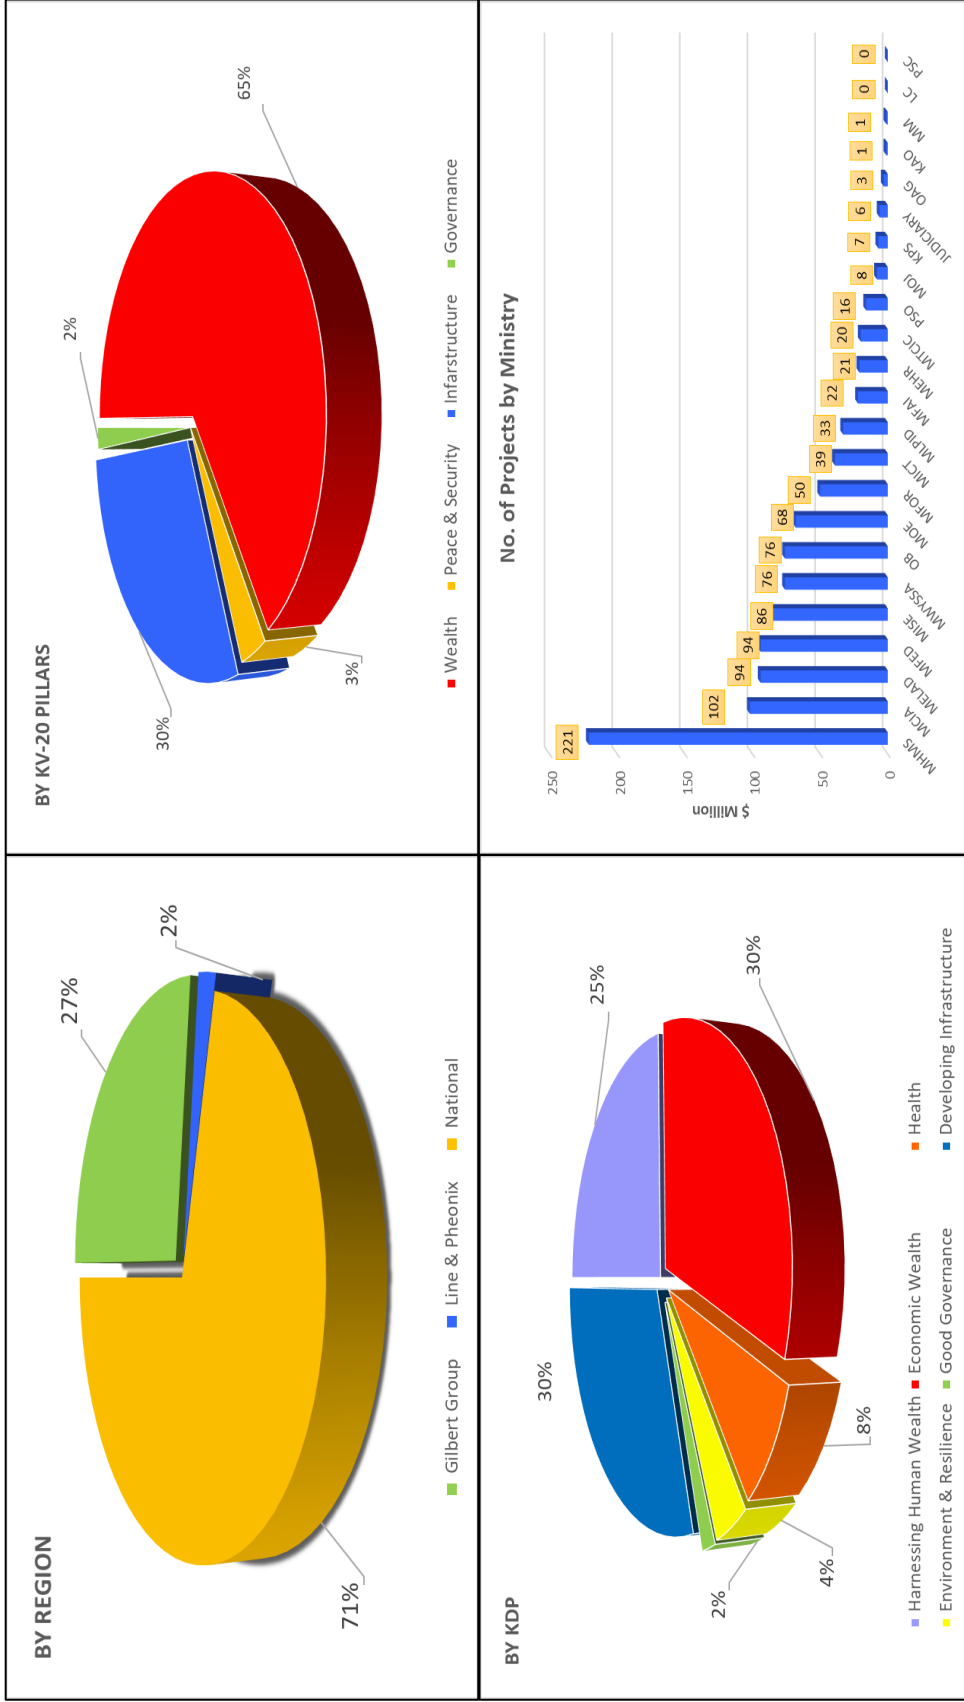 BY REGION
27%
2%
71%
Gilbert Group
Line & Pheonix
National
BY KV-20 PILLARS
2%
65%
30%
3%
Wealth
Peace & Security
Infarstructure
Governance
BY KDP
25%
30%
30%
2%
4%
8%
Harnessing Human Wealth
Economic Wealth
Health
Environment & Resilience
Good Governance
Developing Infrastructure
No. of Projects by Ministry
$ Million
250
200
150
100
50
0
221
102
94
94
86
76
76
68
50
39
33
22
21
20
16
8
7
6
3
1
1
0
0
MHMS
MCIA
MELAD
MFED
MISE
MWYSSA
OB
MOE
MFOR
MICT
MLPID
MFAI
MEHR
MTCIC
PSO
MOJ
KPS
JUDICIARY
OAG
KAO
MM
LC
PSC